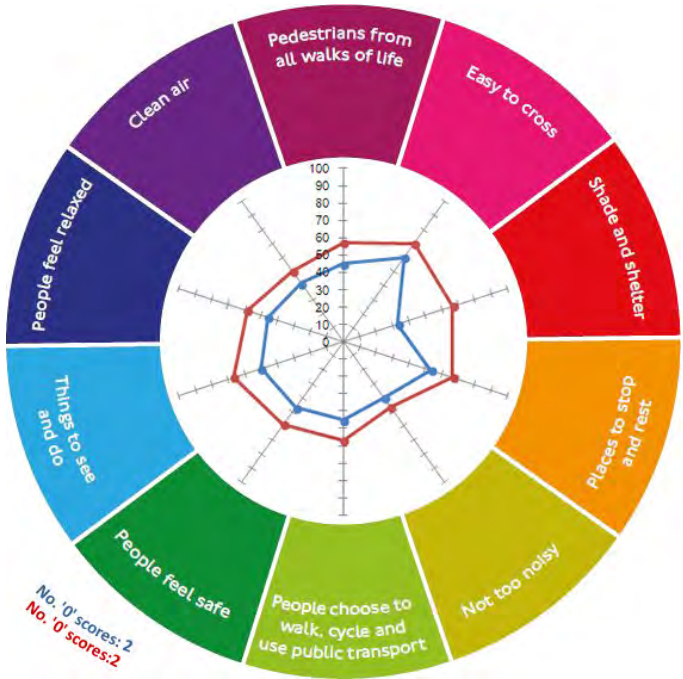 Pedestrians from
all walks of life
Easy to cross
Shade and shelter
Places to stop
and rest
Not too noisy
People choose to
walk, cycle and
use public transport
People feel safe
Things to see
and do
People feel relaxed
Clean air
100
90
80
70
60
50
40
30
20
10
0
No. '0' scores: 2
No. '0' scores:2